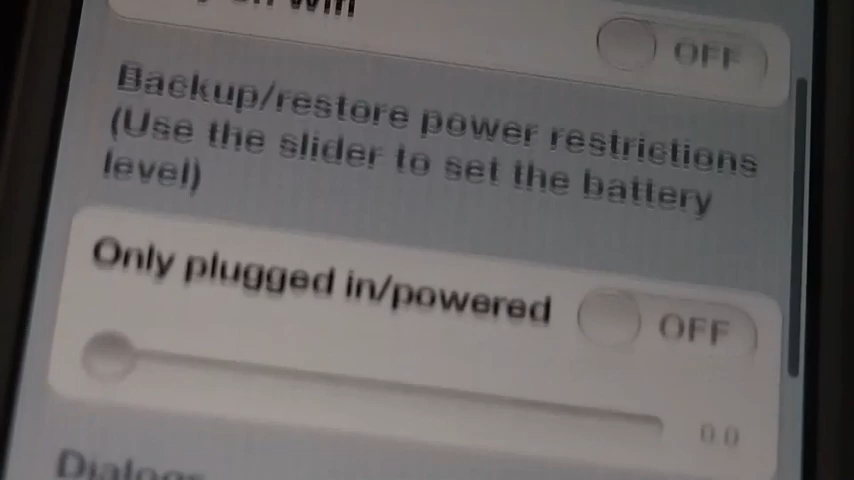 OFF
Backup/restore power restrictions
(Use the slider to set the battery
level)
Only plugged in/powered OFF
0.0
Dialogs